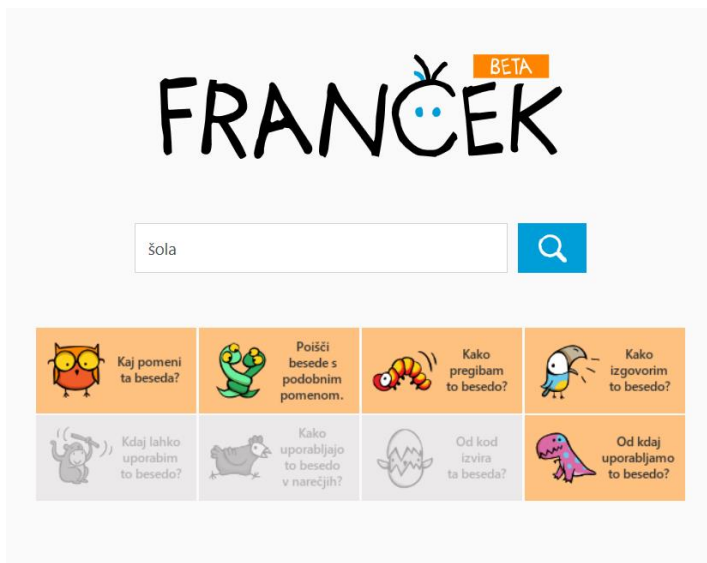 BETA
FRANČEK
šola
Kaj pomeni
ta beseda?
Poišči
besede s
podobnim
pomenom.
Kako
pregibam
to besedo?
Kako
izgovorim
to besedo?
Kdaj lahko
uporabim
to besedo?
Kako
uporabljajo
to besedo
v narečjih?
Od kod
izvira
ta beseda?
Od kdaj
uporabljamo
to besedo?